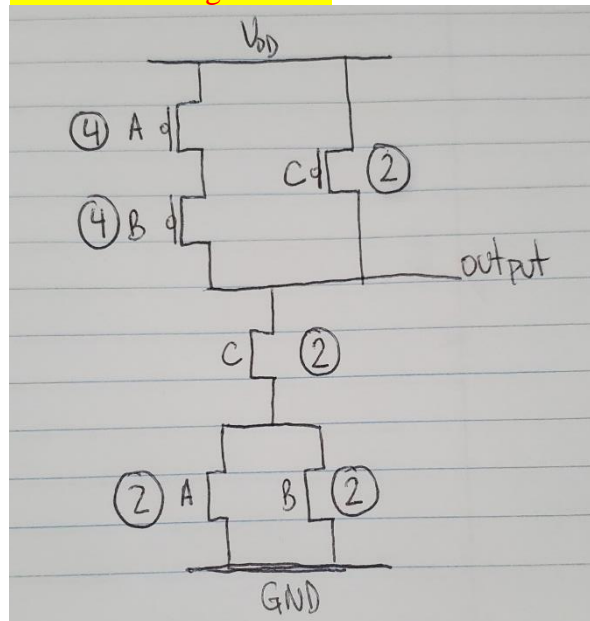 VDD
④ A
C ②
④ B
output
C ②
② A
B ②
GND